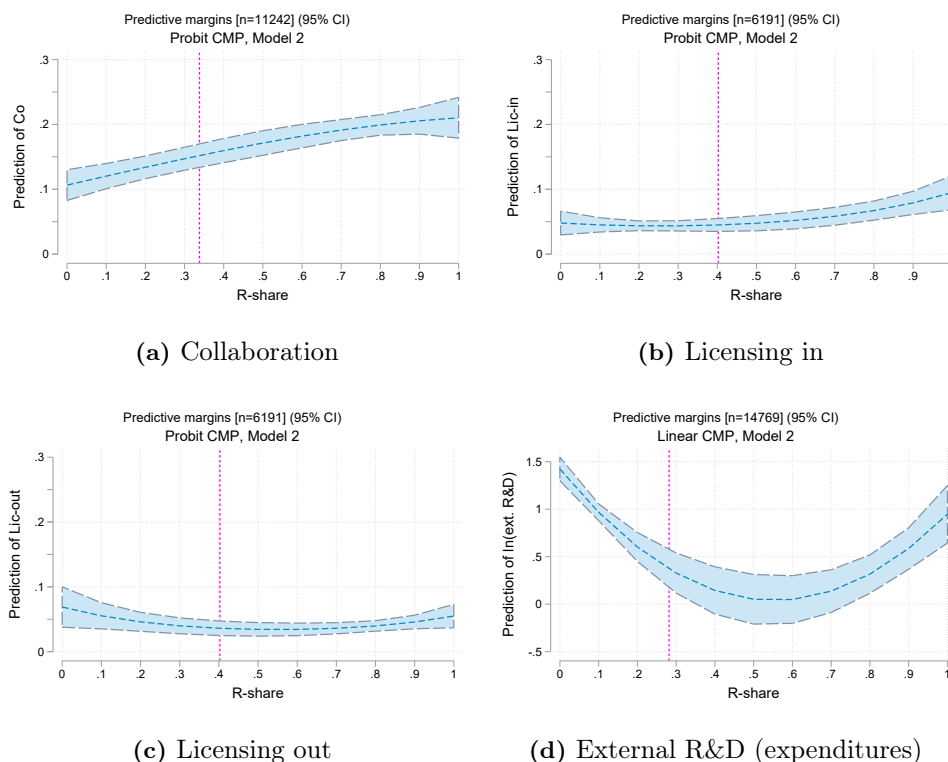 Predictive margins [n=11242] (95% CI)
Probit CMP, Model 2
Prediction of Co
.3
.2
.1
0
0 .1 .2 .3 .4 .5 .6 .7 .8 .9 1
R-share
(a) Collaboration
Predictive margins [n=6191] (95% CI)
Probit CMP, Model 2
Prediction of Lic-in
.3
.2
.1
0
0 .1 .2 .3 .4 .5 .6 .7 .8 .9 1
R-share
(b) Licensing in
Predictive margins [n=6191] (95% CI)
Probit CMP, Model 2
Prediction of Lic-out
.3
.2
.1
0
0 .1 .2 .3 .4 .5 .6 .7 .8 .9 1
R-share
(c) Licensing out
Predictive margins [n=14769] (95% CI)
Linear CMP, Model 2
Prediction of ln(ext. R&D)
1.5
1
.5
0
-.5
0 .1 .2 .3 .4 .5 .6 .7 .8 .9 1
R-share
(d) External R&D (expenditures)